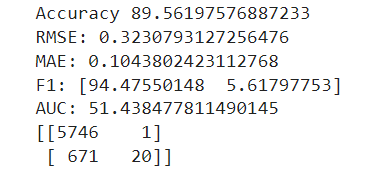 Accuracy 89.56197576887233
RMSE: 0.3230793127256476
MAE: 0.1043802423112768
F1: [94.47550148  5.61797753]
AUC: 51.438477811490145
[[5746    1]
 [ 671   20]]